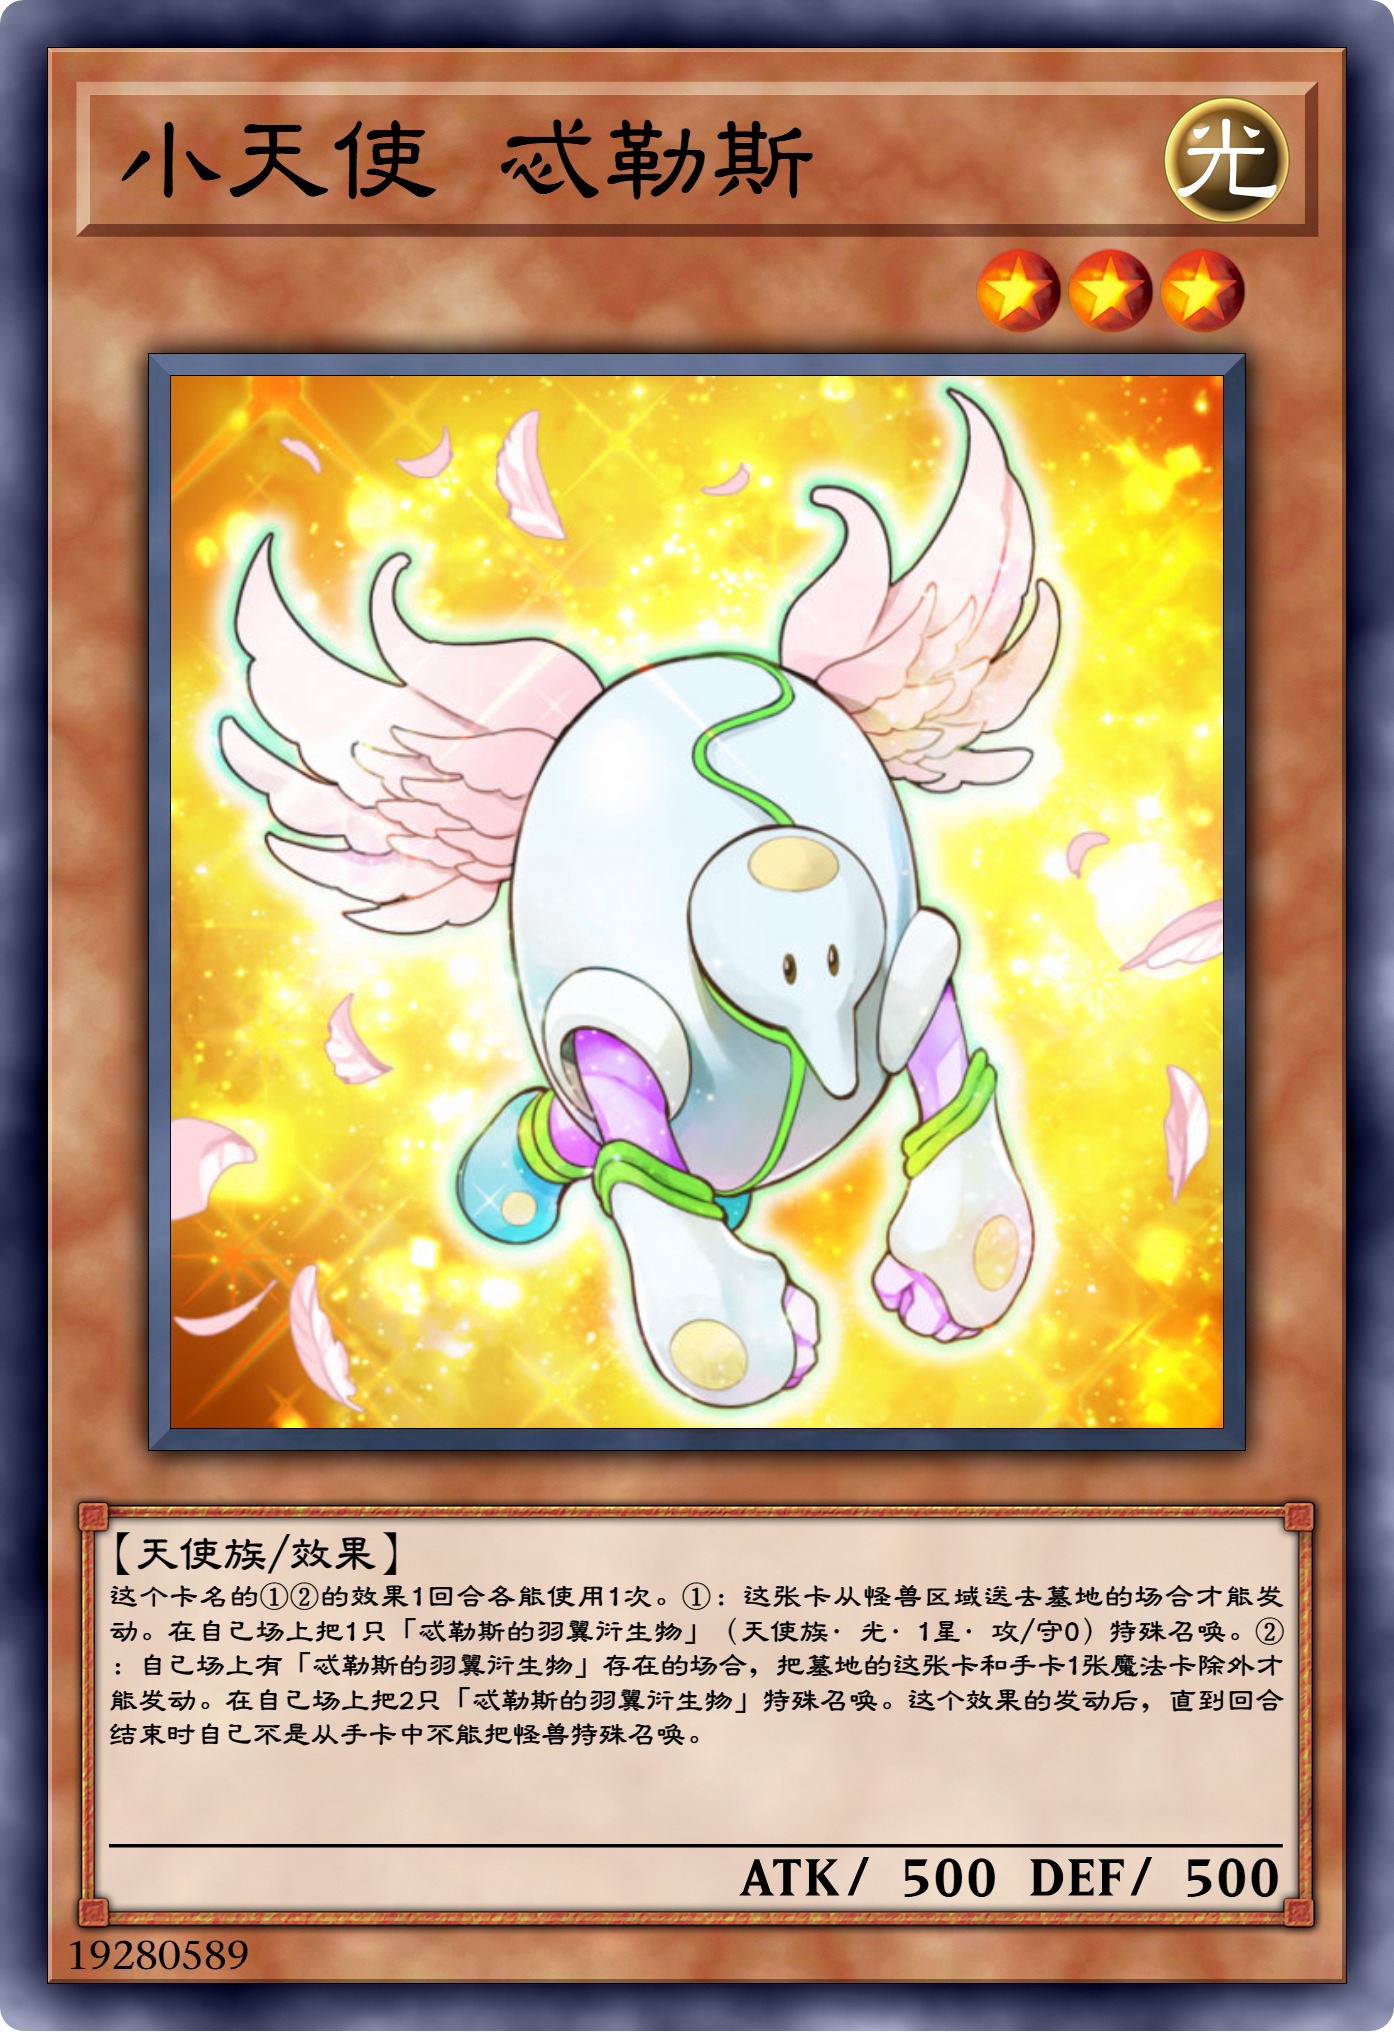 小天使 忒勒斯
光
【天使族/效果】
这个卡名的①②的效果1回合各能使用1次。①：这张卡从怪兽区域送去墓地的场合才能发
动。在自己场上把1只「忒勒斯的羽翼衍生物」（天使族·光·1星·攻/守0）特殊召唤。②
：自己场上有「忒勒斯的羽翼衍生物」存在的场合，把墓地的这张卡和手卡1张魔法卡除外才
能发动。在自己场上把2只「忒勒斯的羽翼衍生物」特殊召唤。这个效果的发动后，直到回合
结束时自己不是从手卡中不能把怪兽特殊召唤。
ATK/ 500 DEF/ 500
19280589